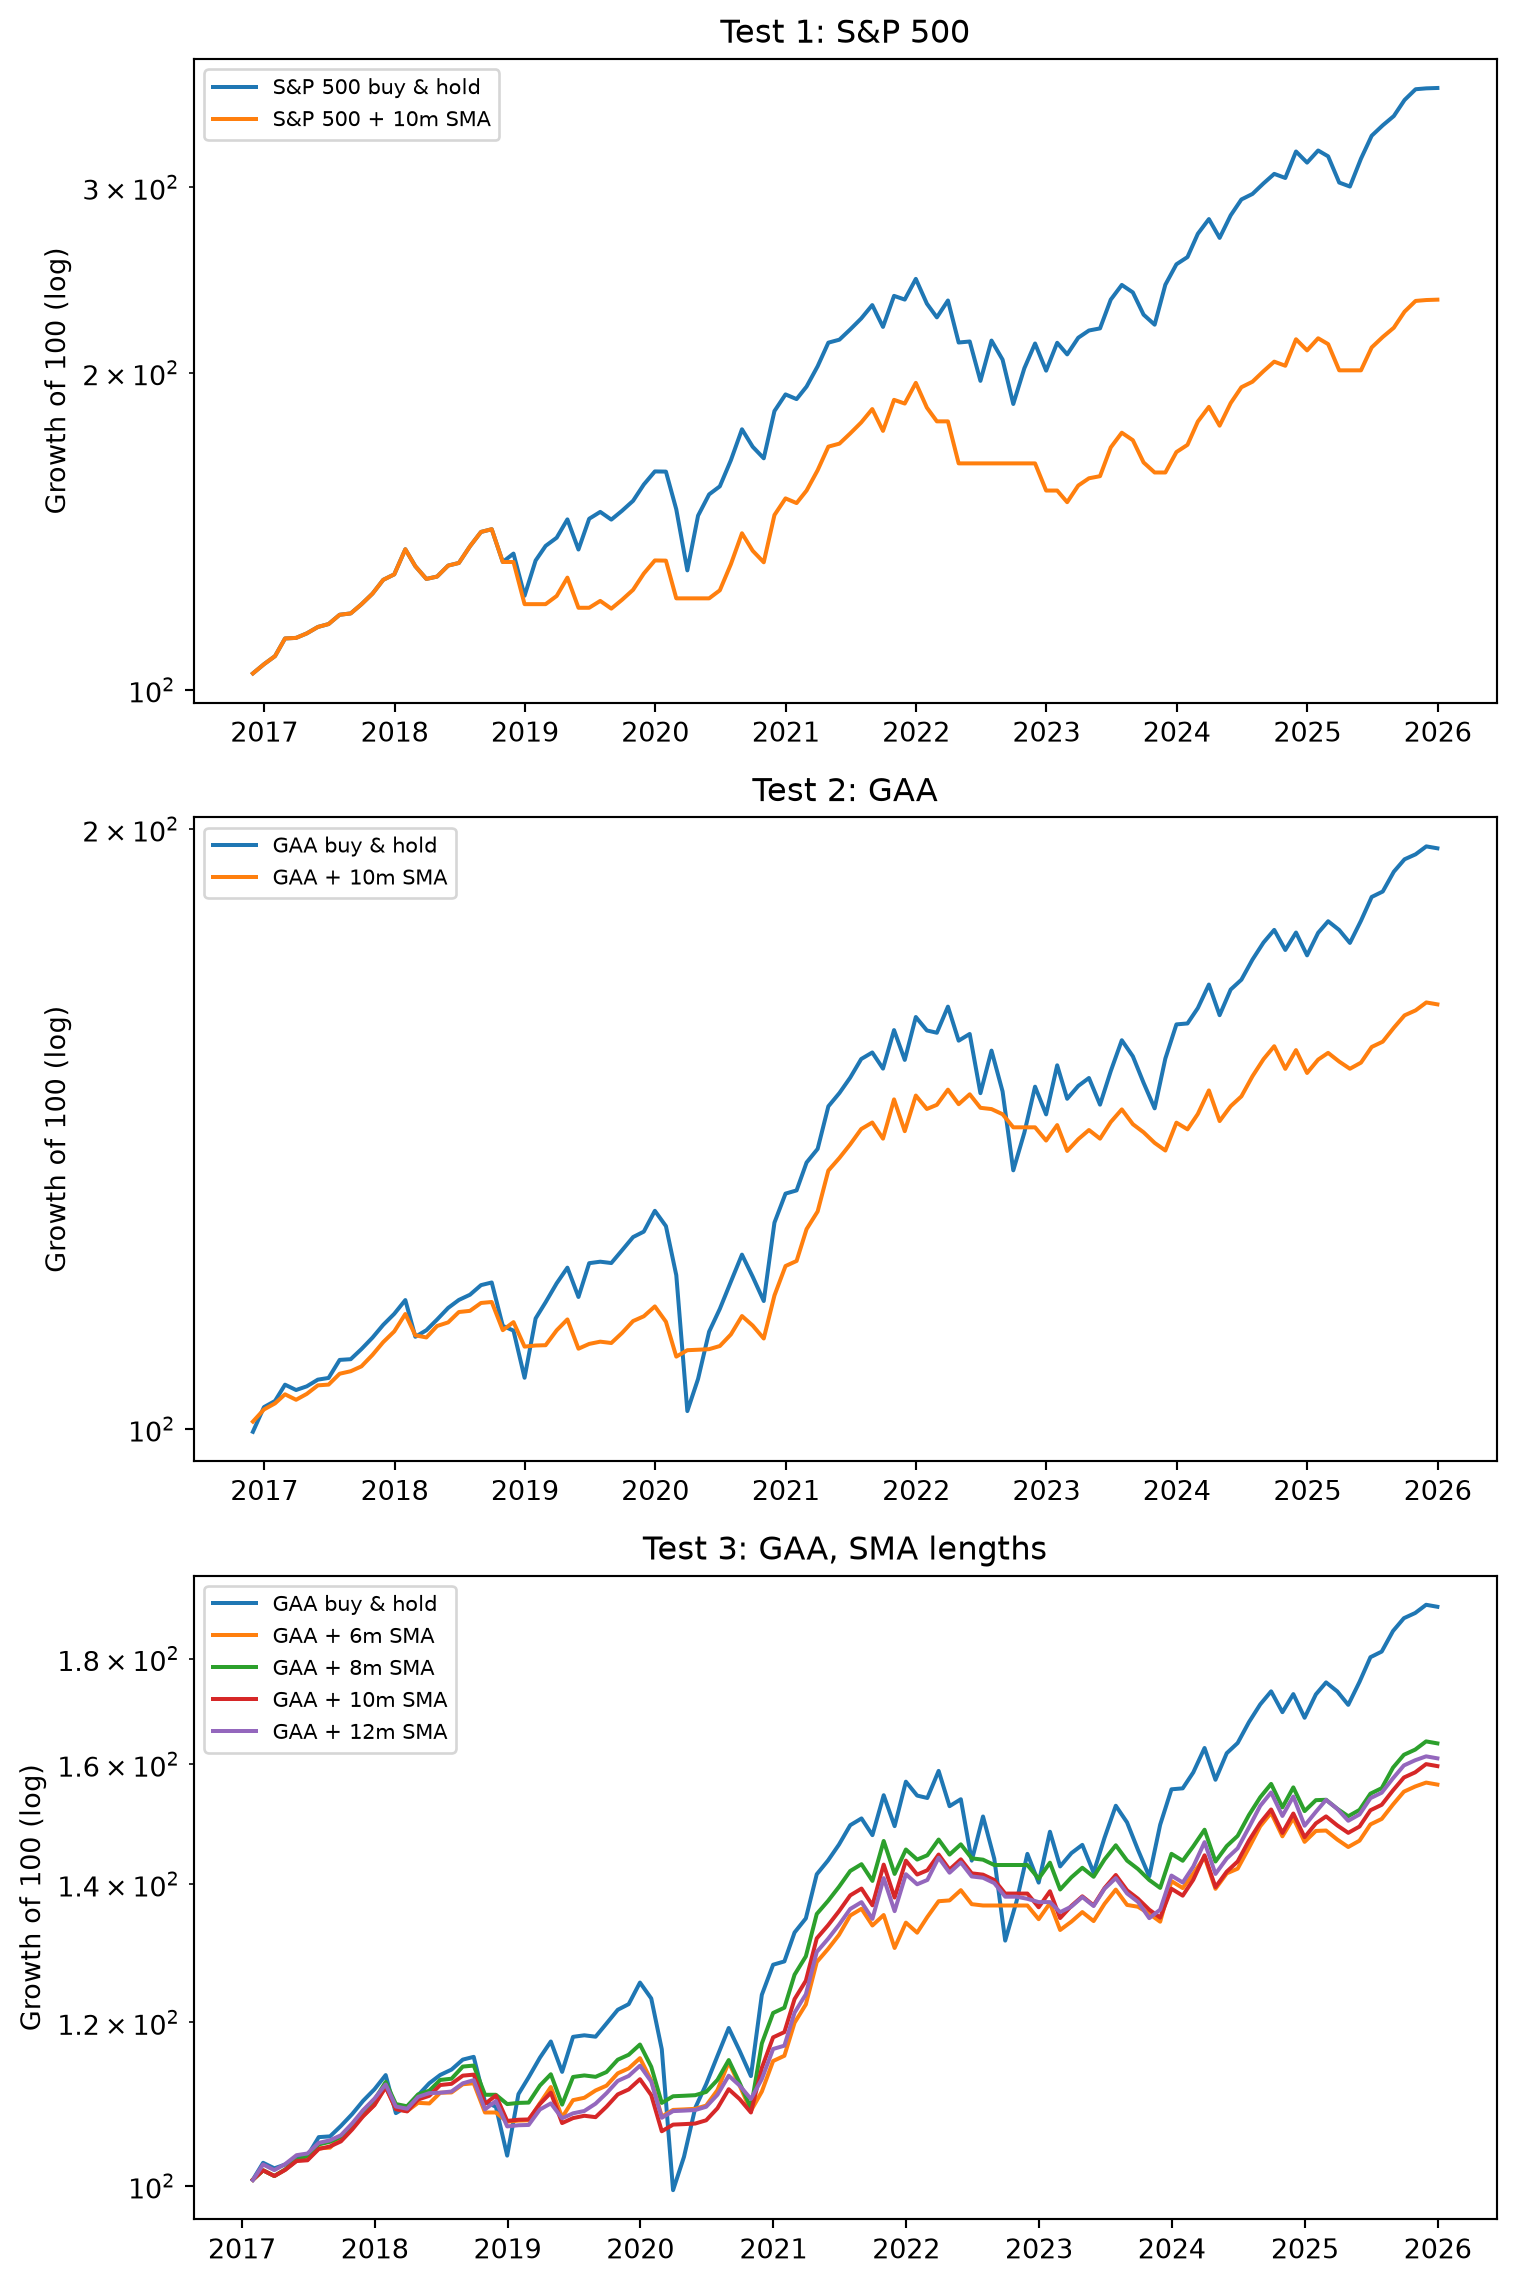 Test 1: S&P 500
S&P 500 buy & hold
S&P 500 + 10m SMA
Growth of 100 (log)
3 × 10²
2 × 10²
10²
2017 2018 2019 2020 2021 2022 2023 2024 2025 2026
Test 2: GAA
GAA buy & hold
GAA + 10m SMA
Growth of 100 (log)
2 × 10²
10²
2017 2018 2019 2020 2021 2022 2023 2024 2025 2026
Test 3: GAA, SMA lengths
GAA buy & hold
GAA + 6m SMA
GAA + 8m SMA
GAA + 10m SMA
GAA + 12m SMA
Growth of 100 (log)
1.8 × 10²
1.6 × 10²
1.4 × 10²
1.2 × 10²
10²
2017 2018 2019 2020 2021 2022 2023 2024 2025 2026